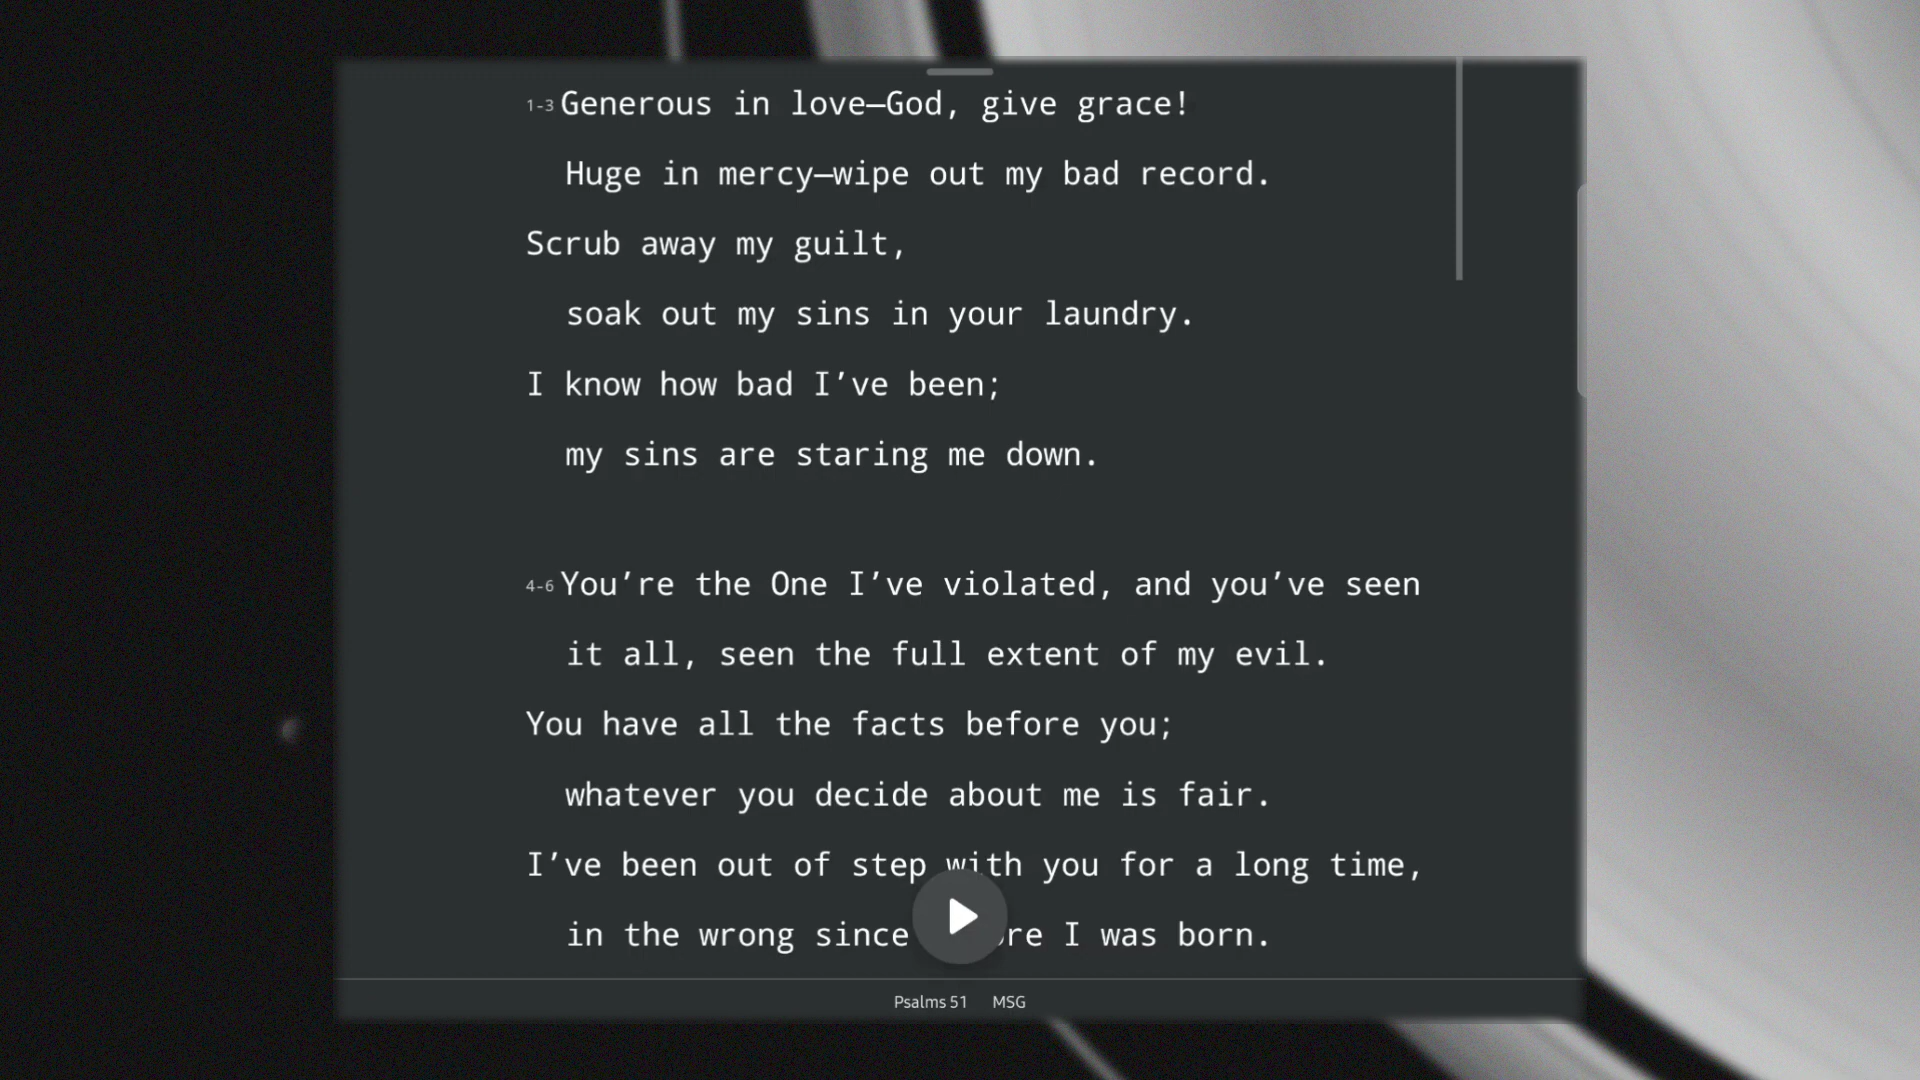 1-3 Generous in love—God, give grace!
Huge in mercy—wipe out my bad record.
Scrub away my guilt,
soak out my sins in your laundry.
I know how bad I’ve been;
my sins are staring me down.
4-6 You’re the One I’ve violated, and you’ve seen
it all, seen the full extent of my evil.
You have all the facts before you;
whatever you decide about me is fair.
I’ve been out of step with you for a long time,
in the wrong since I was born.
Psalms 51 MSG